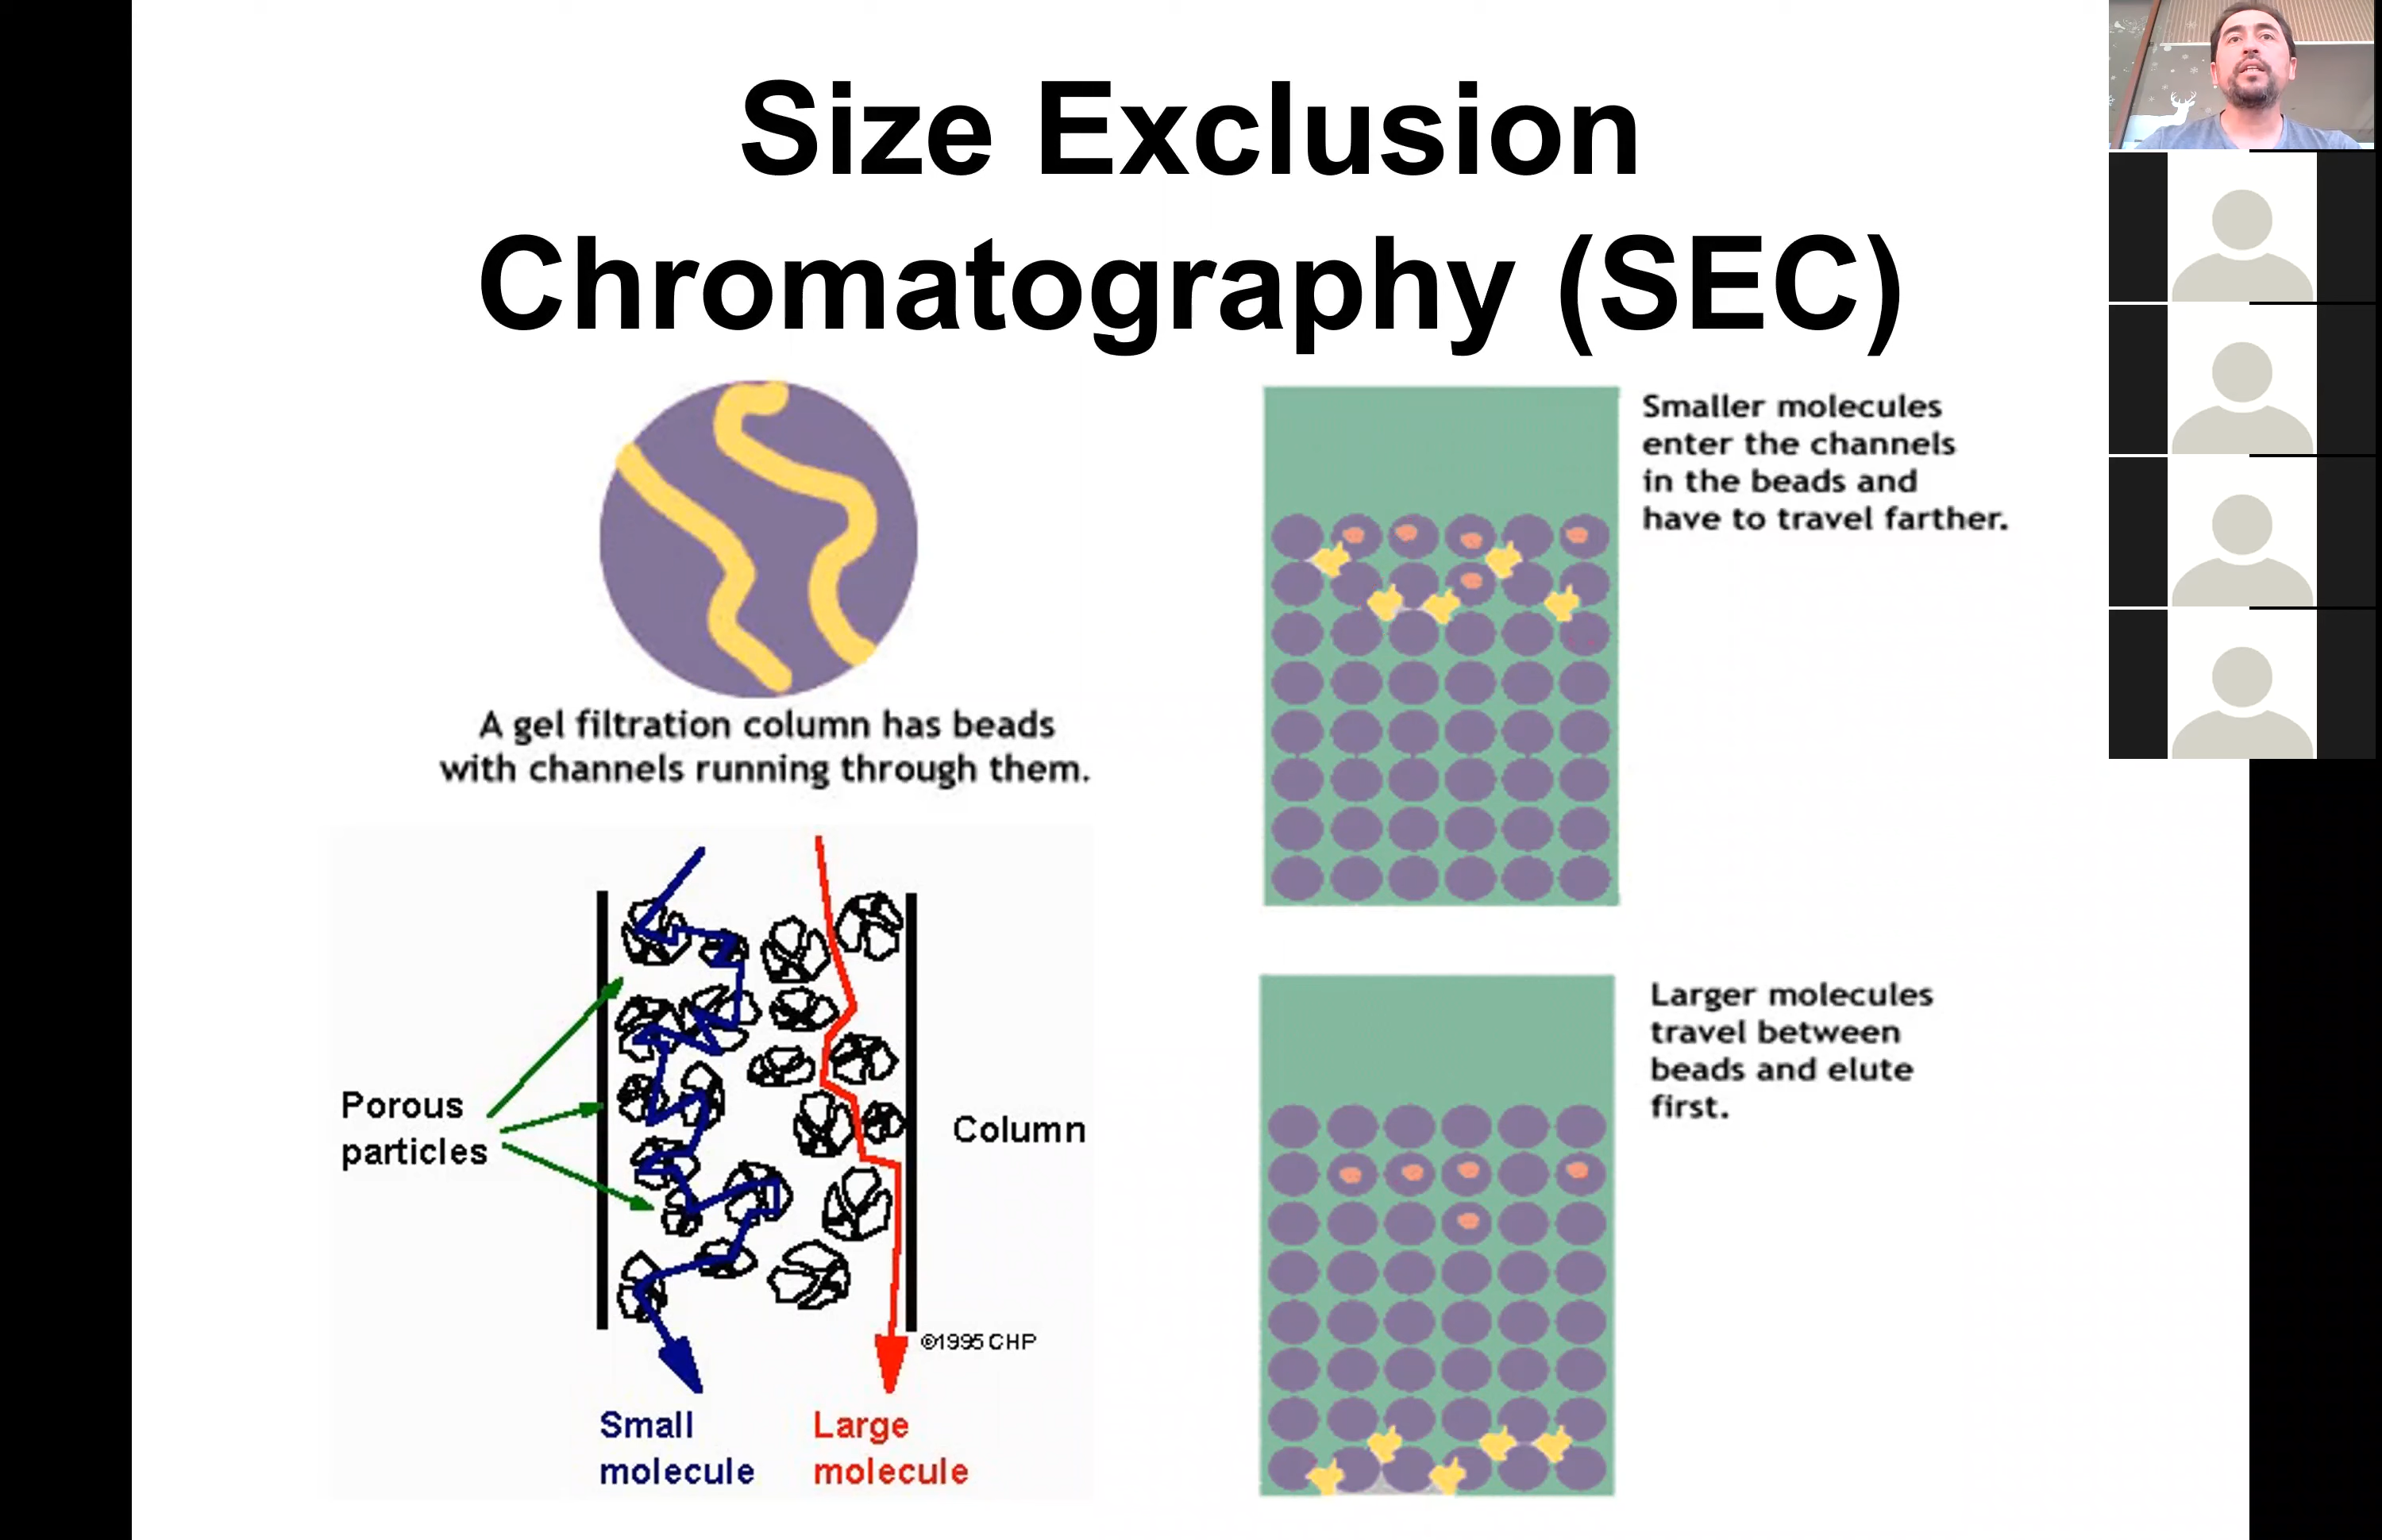 Size Exclusion
Chromatography (SEC)
A gel filtration column has beads
with channels running through them.
Smaller molecules
enter the channels
in the beads and
have to travel farther.
Porous
particles
Column
©1995 CHP
Small
molecule
Large
molecule
Larger molecules
travel between
beads and elute
first.